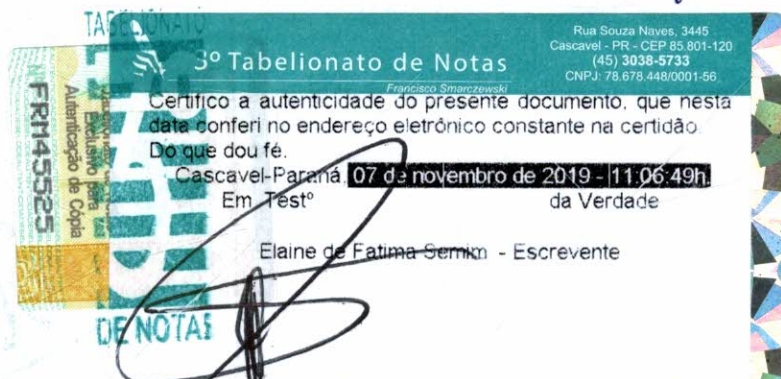 TABELIONATO
3º Tabelionato de Notas
Francisco Smarczewski
Rua Souza Naves, 3445
Cascavel - PR - CEP 85.801-120
(45) 3038-5733
CNPJ: 78.678.448/0001-56
Certifico a autenticidade do presente documento, que nesta
data conferi no endereço eletrônico constante na certidão.
Do que dou fé.
Cascavel-Paraná, 07 de novembro de 2019 - 11:06:49h.
Em Testº da Verdade
Elaine de Fatima Semim - Escrevente
Exclusivo para
Autenticação de Cópia
FRM45525
DE NOTAS